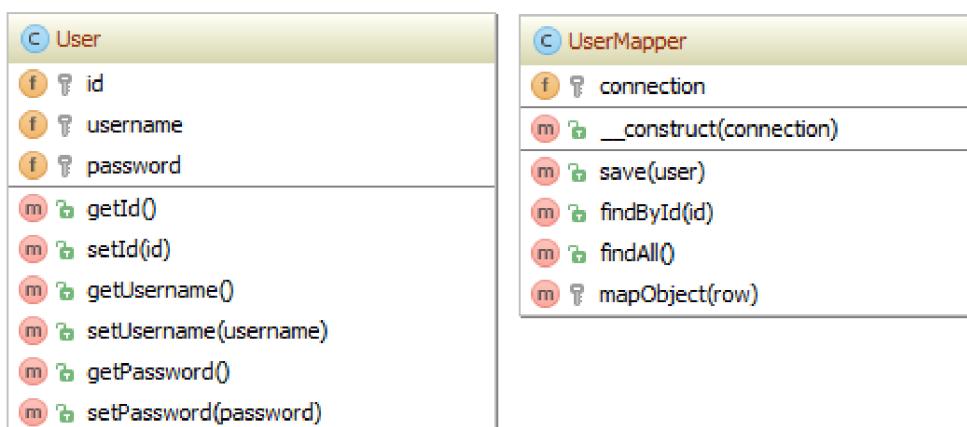 C User
f id
f username
f password
m getId()
m setId(id)
m getUsername()
m setUsername(username)
m getPassword()
m setPassword(password)
C UserMapper
f connection
m __construct(connection)
m save(user)
m findById(id)
m findAll()
m mapObject(row)